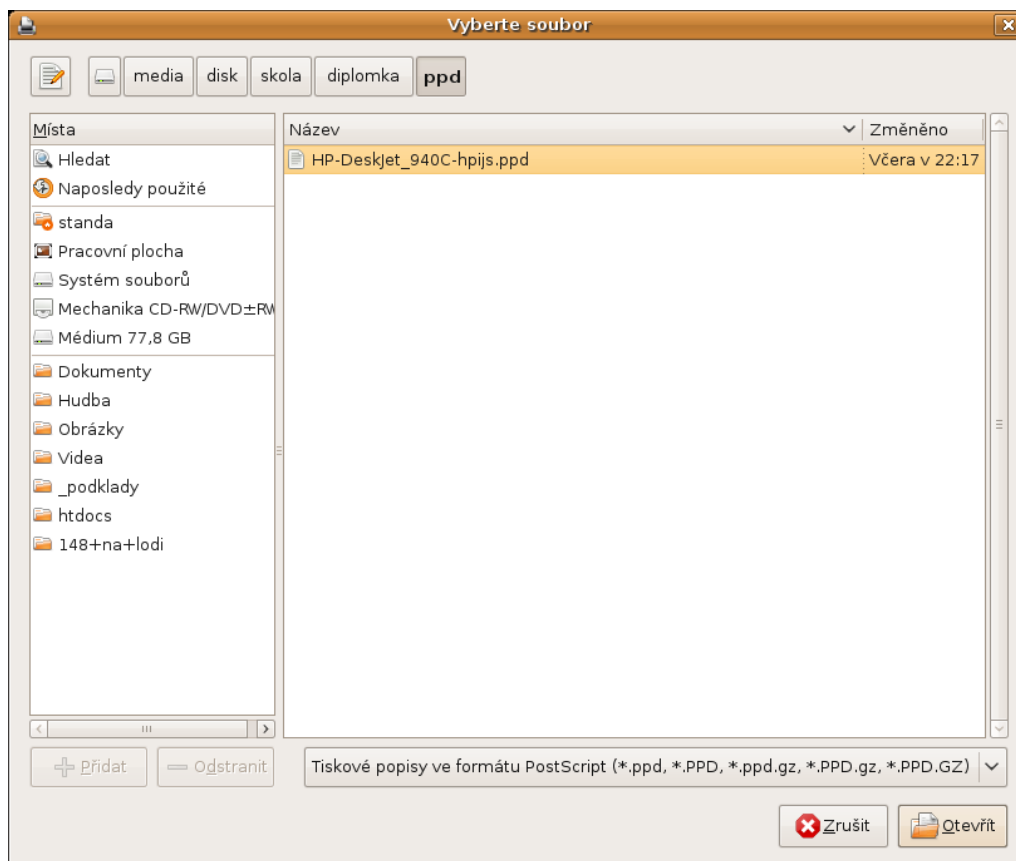 Vyberte soubor
media disk skola diplomka ppd
Místa
Hledat
Naposledy použité
standa
Pracovní plocha
Systém souborů
Mechanika CD-RW/DVD±RW
Médium 77,8 GB
Dokumenty
Hudba
Obrázky
Videa
_podklady
htdocs
148+na+lodi
Název Změněno
HP-DeskJet_940C-hpijs.ppd Včera v 22:17
Přidat Odstranit
Tiskové popisy ve formátu PostScript (*.ppd, *.PPD, *.ppd.gz, *.PPD.gz, *.PPD.GZ)
Zrušit Otevřít